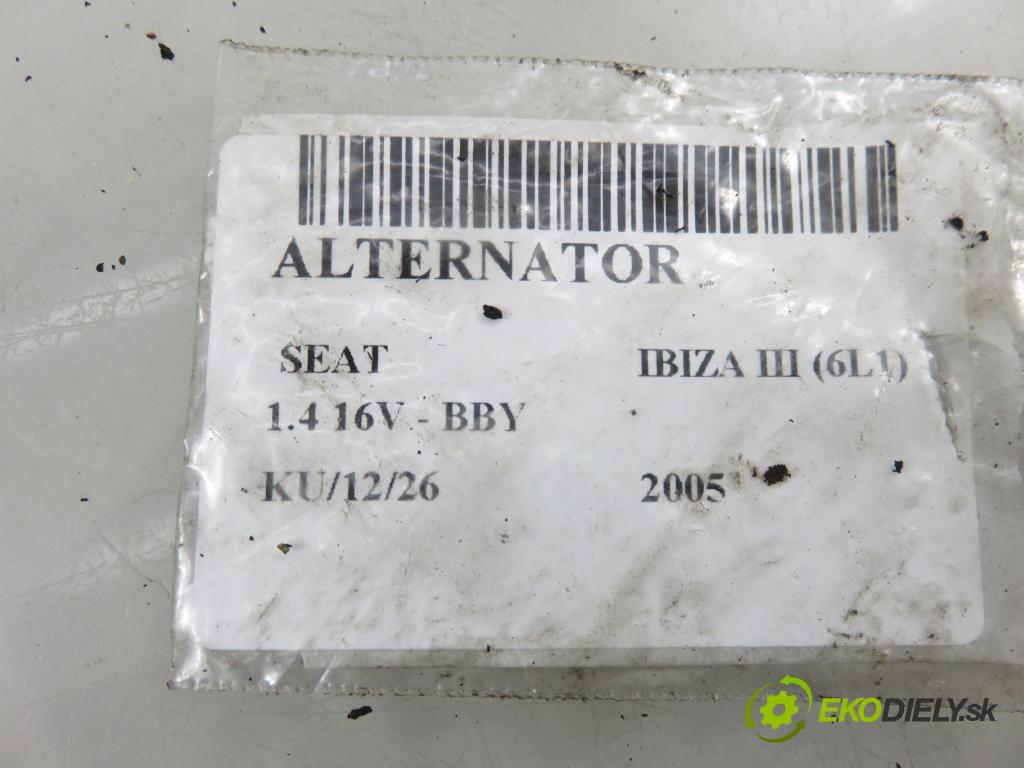 ALTERNATOR
SEAT IBIZA III (6L1)
1.4 16V - BBY
KU/12/26 2005
EKODIELY.sk